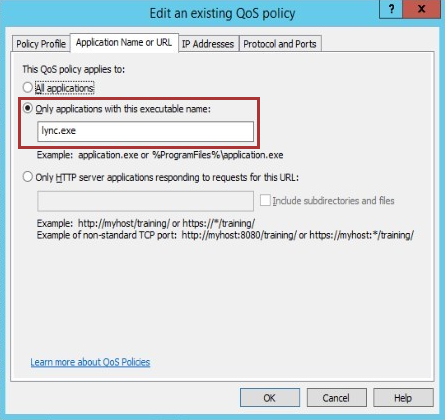 Edit an existing QoS policy
?
x
Policy Profile
Application Name or URL
IP Addresses
Protocol and Ports
This QoS policy applies to:
All applications
Only applications with this executable name:
lync.exe
Example:  application.exe or %ProgramFiles%\application.exe
Only HTTP server applications responding to requests for this URL:
Include subdirectories and files
Example:  http://myhost/training/ or https://*/training/
Example of non-standard TCP port:  http://myhost:8080/training/ or https://myhost:*/training/
Learn more about QoS Policies
OK
Cancel
Help